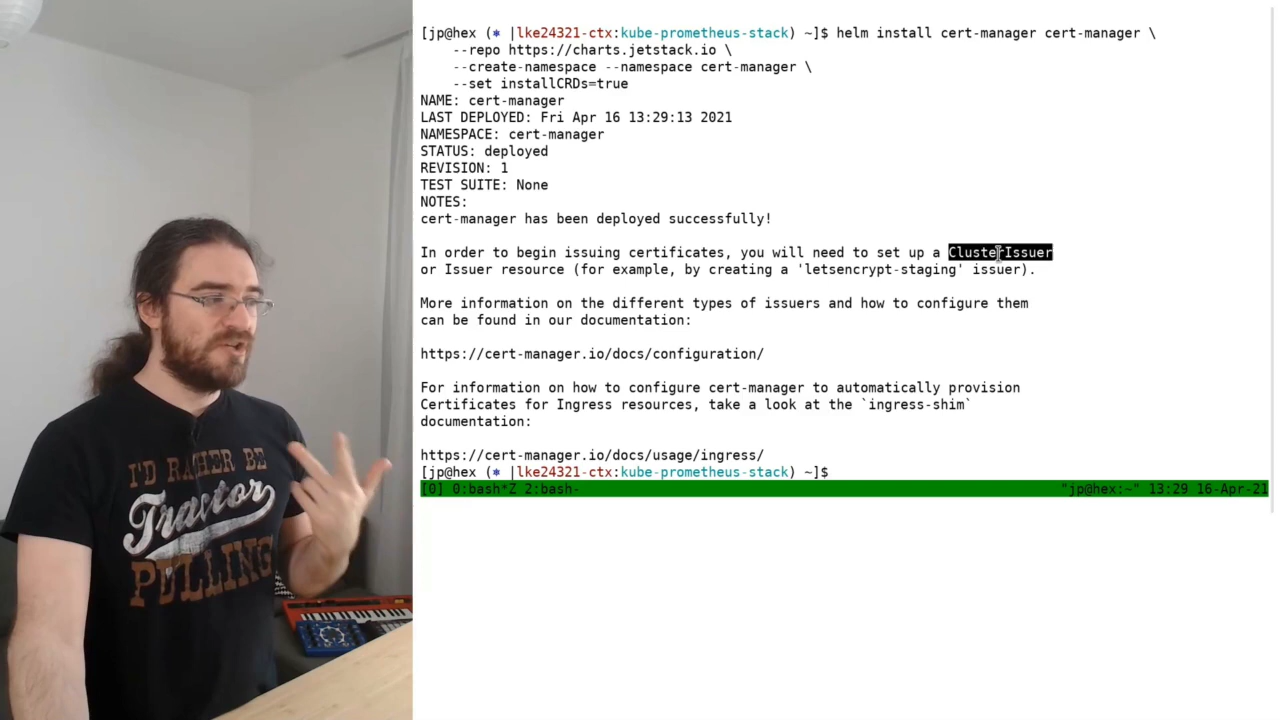 [jp@hex (✱ |lke24321-ctx:kube-prometheus-stack) ~]$ helm install cert-manager cert-manager \
    --repo https://charts.jetstack.io \
    --create-namespace --namespace cert-manager \
    --set installCRDs=true
NAME: cert-manager
LAST DEPLOYED: Fri Apr 16 13:29:13 2021
NAMESPACE: cert-manager
STATUS: deployed
REVISION: 1
TEST SUITE: None
NOTES:
cert-manager has been deployed successfully!
In order to begin issuing certificates, you will need to set up a ClusterIssuer
or Issuer resource (for example, by creating a 'letsencrypt-staging' issuer).
More information on the different types of issuers and how to configure them
can be found in our documentation:
https://cert-manager.io/docs/configuration/
For information on how to configure cert-manager to automatically provision
Certificates for Ingress resources, take a look at the `ingress-shim`
documentation:
https://cert-manager.io/docs/usage/ingress/
[jp@hex (✱ |lke24321-ctx:kube-prometheus-stack) ~]$
[0] 0:bash*Z 2:bash- "jp@hex:~" 13:29 16-Apr-21
I'D RATHER BE
Tractor
PULLING